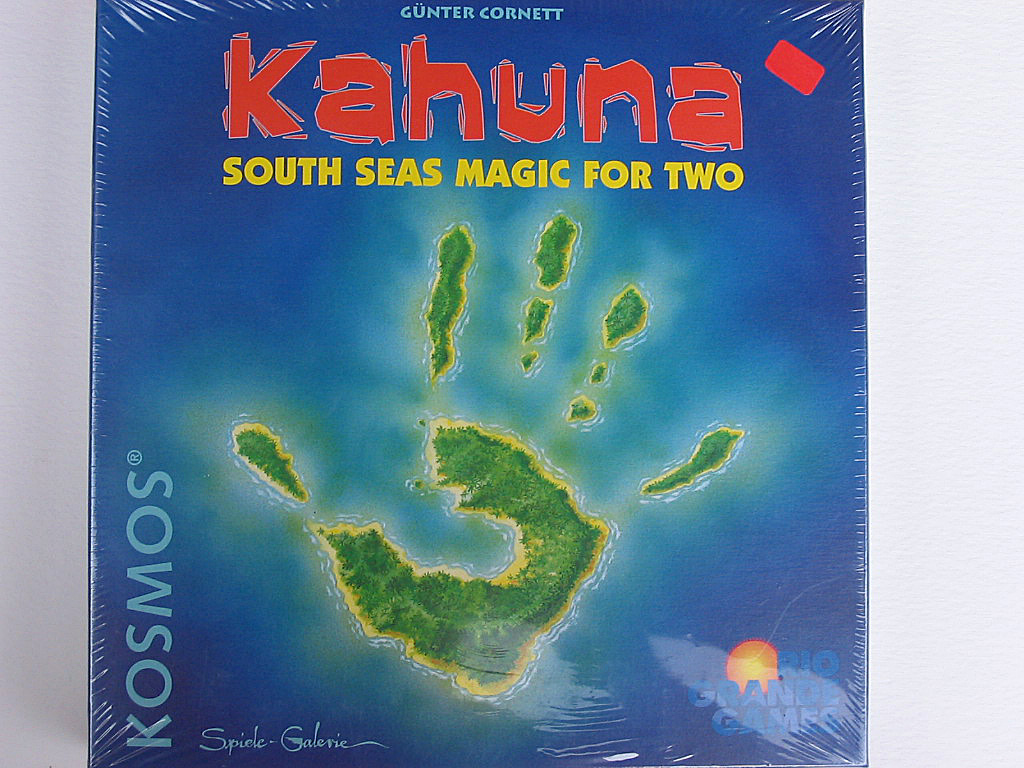 GÜNTER CORNETT
Kahuna
SOUTH SEAS MAGIC FOR TWO
KOSMOS®
Spiele-Galerie
RIO
GRANDE
GAMES